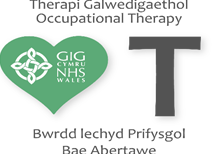 Therapi Galwedigaethol
Occupational Therapy
GIG
CYMRU
NHS
WALES
T
Bwrdd Iechyd Prifysgol
Bae Abertawe